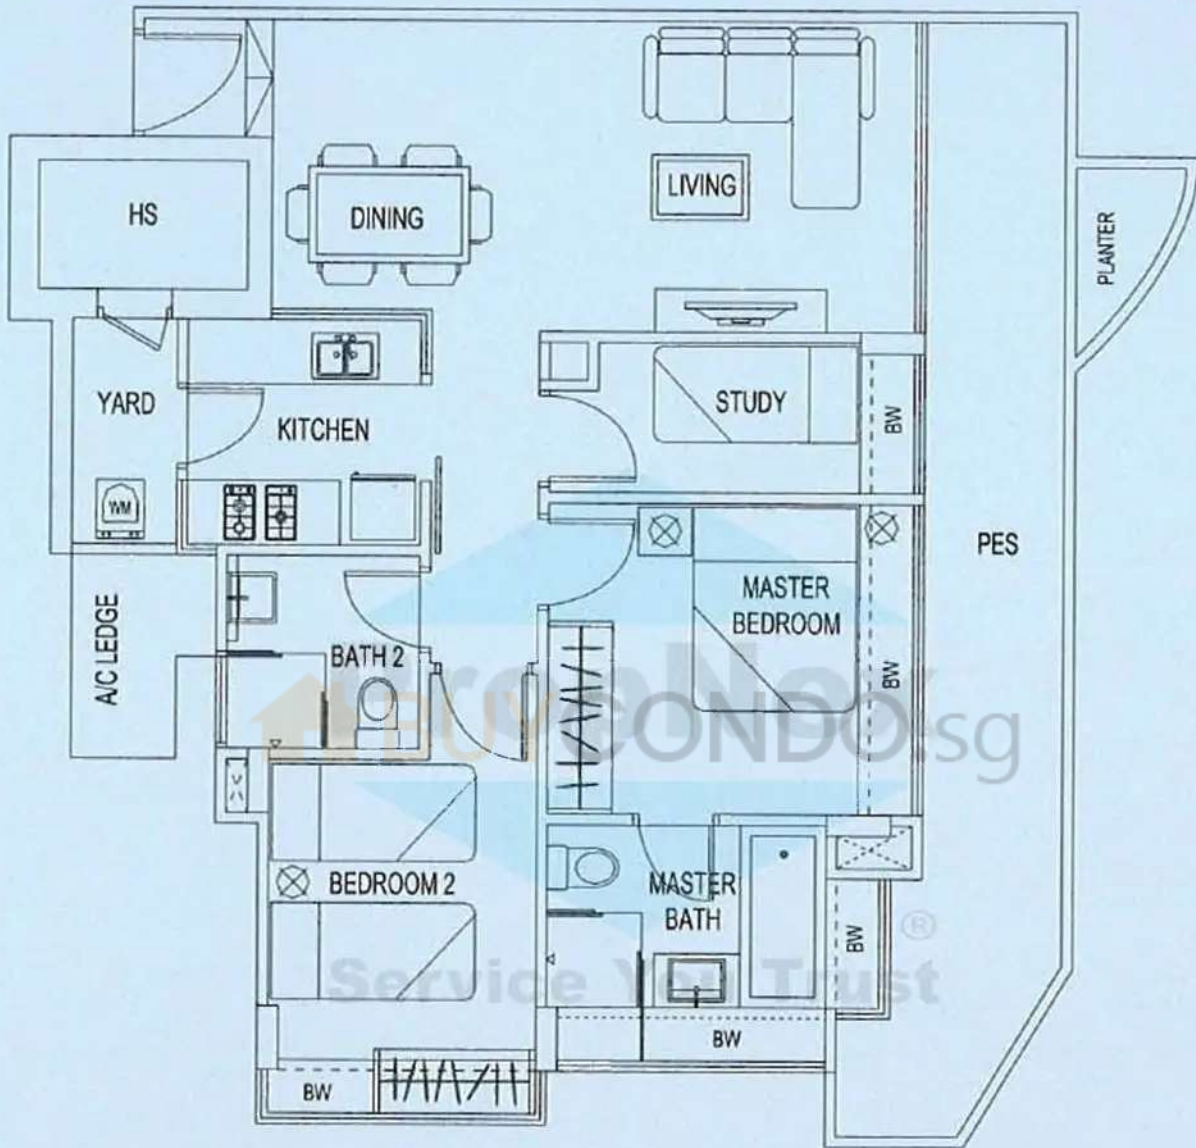 HS
DINING
LIVING
PLANTER
YARD
KITCHEN
STUDY
BW
WM
PES
A/C LEDGE
MASTER
BEDROOM
BATH 2
BW
BUYCONDO.sg
BEDROOM 2
MASTER
BATH
BW
®
Service You Trust
BW
BW